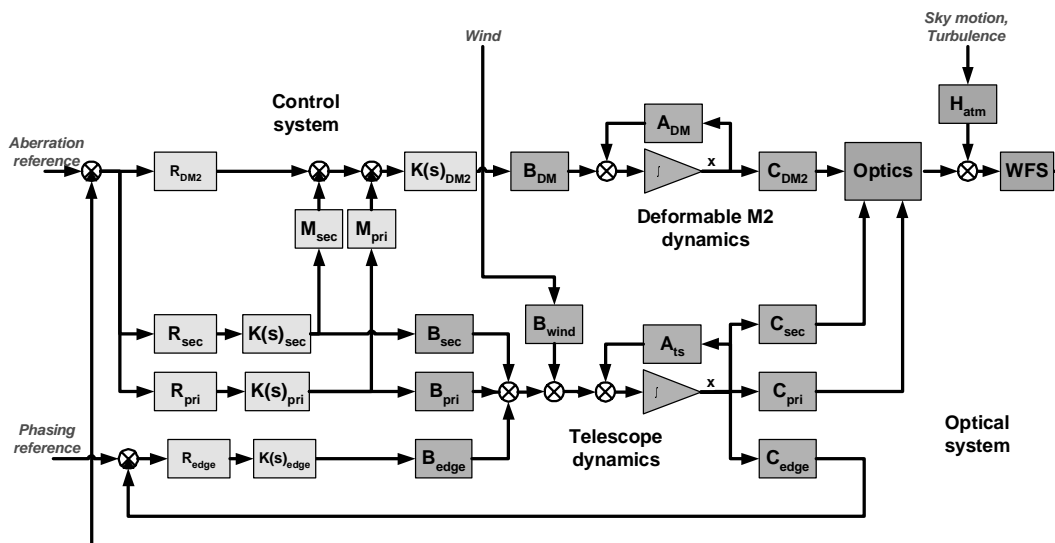 Sky motion,
Turbulence
Wind
Control
system
Aberration
reference
H_atm
A_DM
R_DM2
K(s)_DM2
B_DM
∫
x
C_DM2
Optics
WFS
M_sec
M_pri
Deformable M2
dynamics
R_sec
K(s)_sec
B_sec
B_wind
A_ts
C_sec
R_pri
K(s)_pri
B_pri
∫
x
C_pri
Phasing
reference
Telescope
dynamics
Optical
system
R_edge
K(s)_edge
B_edge
C_edge